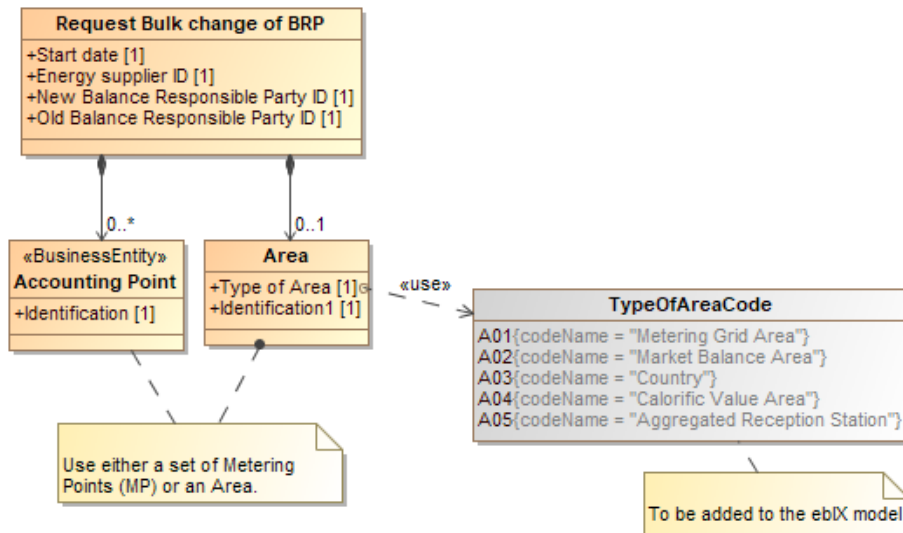 Request Bulk change of BRP
+Start date [1]
+Energy supplier ID [1]
+New Balance Responsible Party ID [1]
+Old Balance Responsible Party ID [1]
0..*
0..1
«BusinessEntity»
Accounting Point
+Identification [1]
Area
+Type of Area [1]
+Identification1 [1]
«use»
TypeOfAreaCode
A01{codeName = "Metering Grid Area"}
A02{codeName = "Market Balance Area"}
A03{codeName = "Country"}
A04{codeName = "Calorific Value Area"}
A05{codeName = "Aggregated Reception Station"}
Use either a set of Metering
Points (MP) or an Area.
To be added to the ebIX model